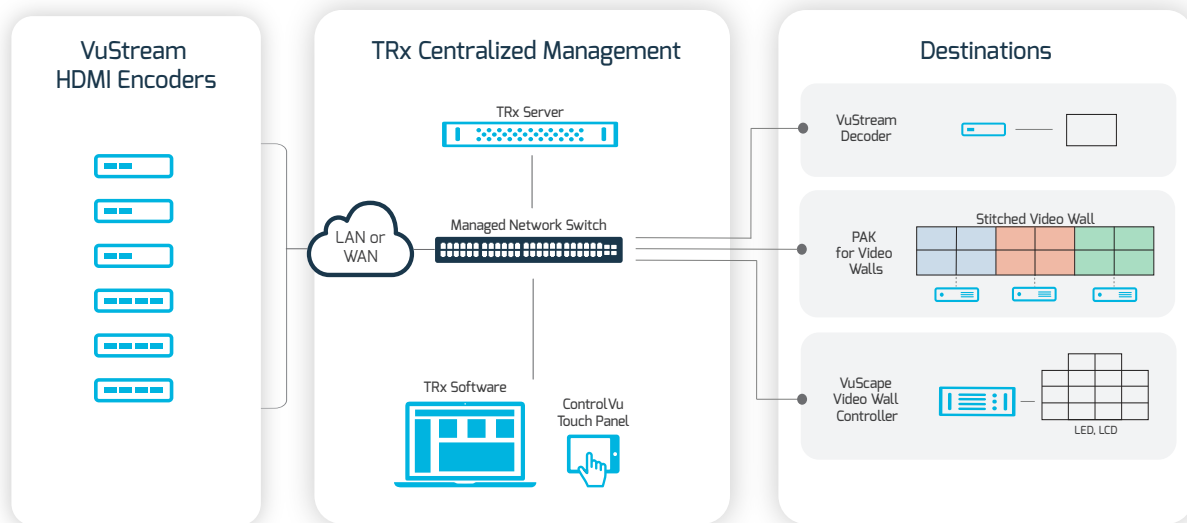 VuStream
HDMI Encoders
TRx Centralized Management
TRx Server
LAN or
WAN
Managed Network Switch
TRx Software
ControlVu
Touch Panel
Destinations
VuStream
Decoder
PAK
for Video
Walls
Stitched Video Wall
VuScape
Video Wall
Controller
LED, LCD